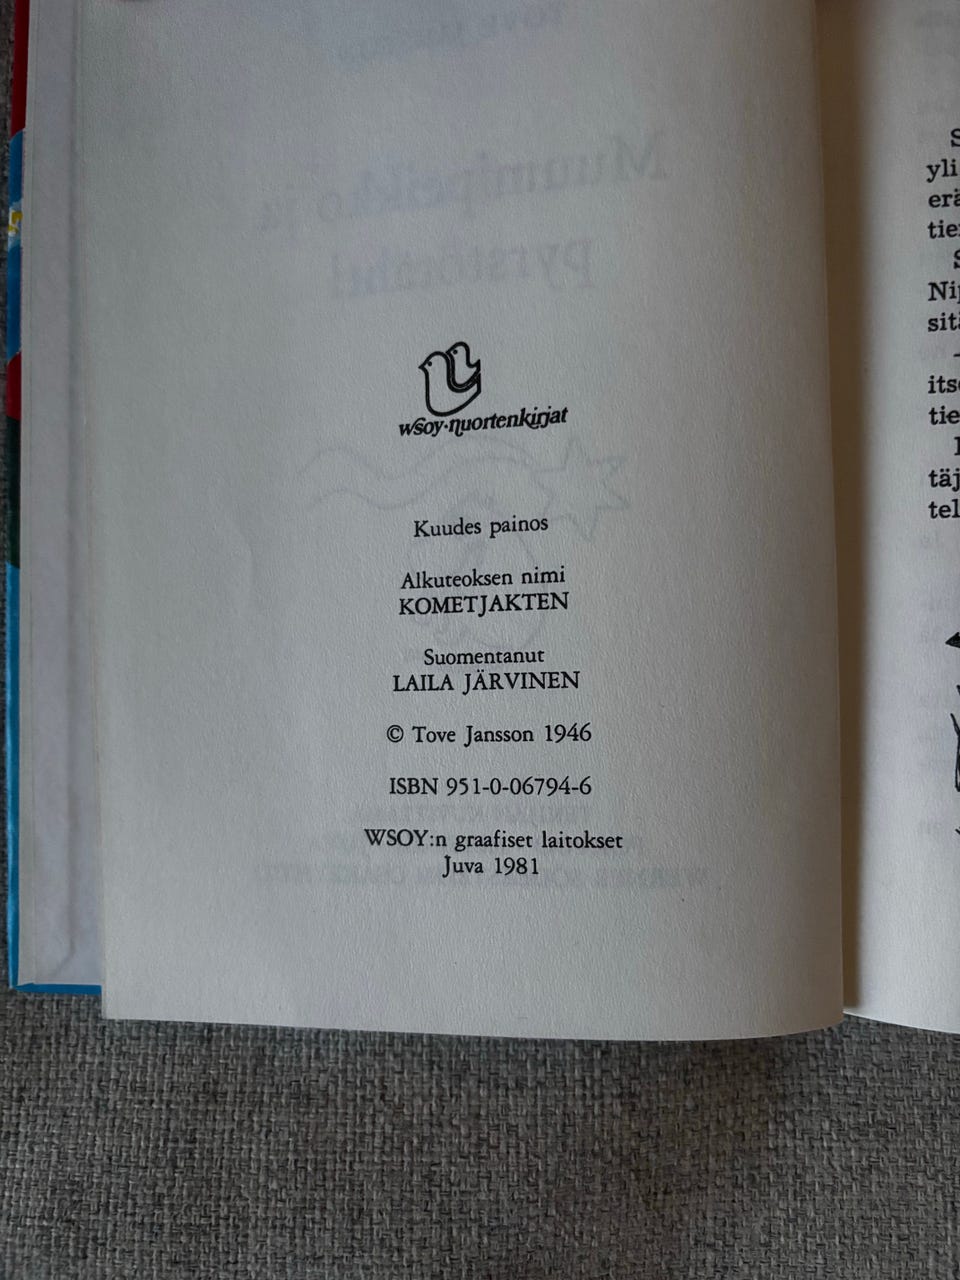 wsoy-nuortenkirjat
Kuudes painos
Alkuteoksen nimi
KOMETJAKTEN
Suomentanut
LAILA JÄRVINEN
© Tove Jansson 1946
ISBN 951-0-06794-6
WSOY:n graafiset laitokset
Juva 1981